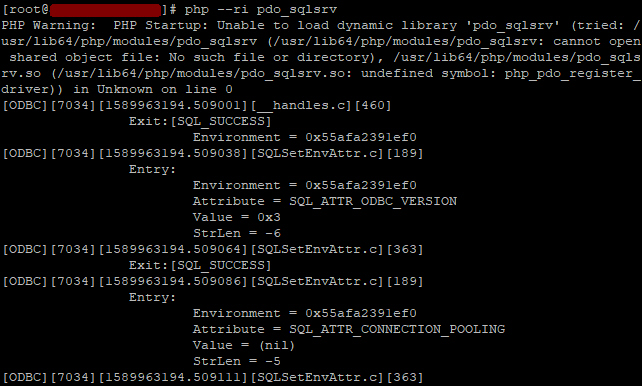 [root@ ]# php --ri pdo_sqlsrv
PHP Warning:  PHP Startup: Unable to load dynamic library 'pdo_sqlsrv' (tried: /
usr/lib64/php/modules/pdo_sqlsrv (/usr/lib64/php/modules/pdo_sqlsrv: cannot open
 shared object file: No such file or directory), /usr/lib64/php/modules/pdo_sqls
rv.so (/usr/lib64/php/modules/pdo_sqlsrv.so: undefined symbol: php_pdo_register_
driver)) in Unknown on line 0
[ODBC][7034][1589963194.509001][__handles.c][460]
Exit:[SQL_SUCCESS]
Environment = 0x55afa2391ef0
[ODBC][7034][1589963194.509038][SQLSetEnvAttr.c][189]
Entry:
Environment = 0x55afa2391ef0
Attribute = SQL_ATTR_ODBC_VERSION
Value = 0x3
StrLen = -6
[ODBC][7034][1589963194.509064][SQLSetEnvAttr.c][363]
Exit:[SQL_SUCCESS]
[ODBC][7034][1589963194.509086][SQLSetEnvAttr.c][189]
Entry:
Environment = 0x55afa2391ef0
Attribute = SQL_ATTR_CONNECTION_POOLING
Value = (nil)
StrLen = -5
[ODBC][7034][1589963194.509111][SQLSetEnvAttr.c][363]